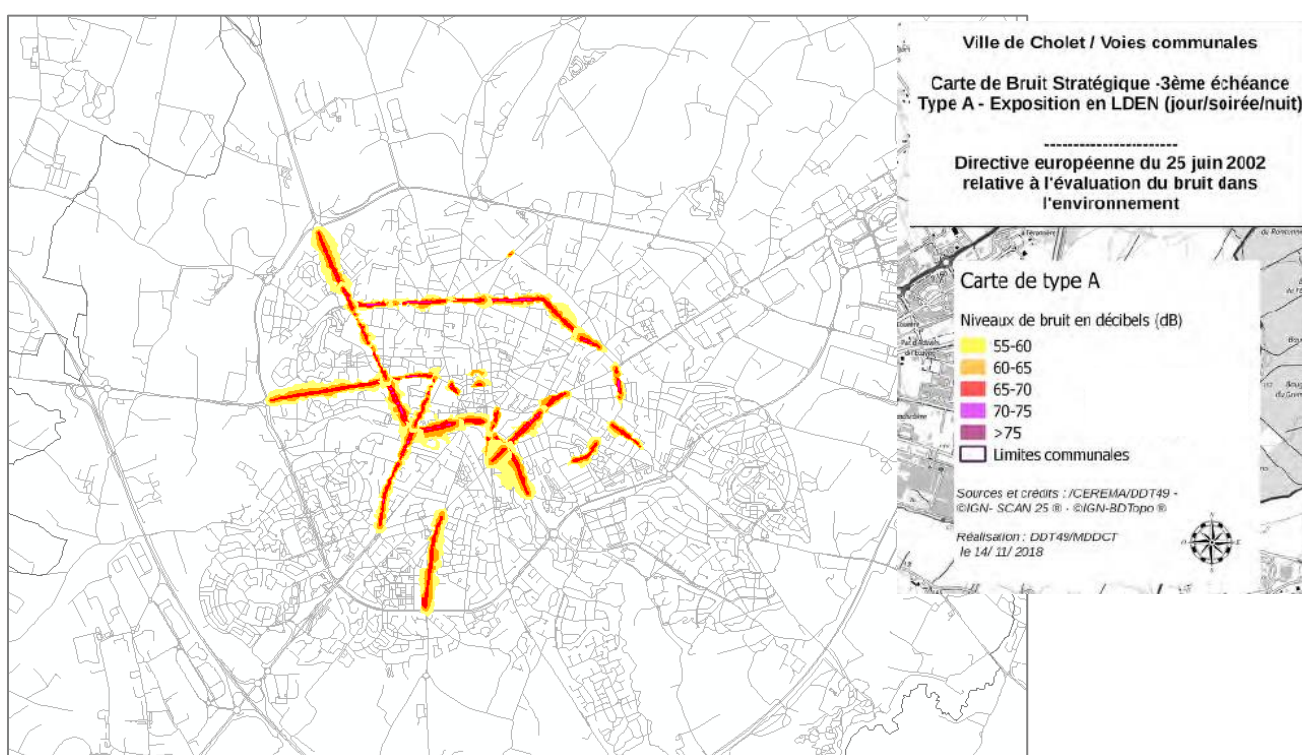 Ville de Cholet / Voies communales
Carte de Bruit Stratégique -3ème échéance
Type A - Exposition en LDEN (jour/soirée/nuit)
-----------------------
Directive européenne du 25 juin 2002
relative à l'évaluation du bruit dans
l'environnement
Carte de type A
Niveaux de bruit en décibels (dB)
55-60
60-65
65-70
70-75
>75
Limites communales
Sources et crédits : /CEREMA/DDT49 -
©IGN- SCAN 25 ® - ©IGN-BDTopo ®
Réalisation : DDT49/MDDCT
le 14/ 11/ 2018
N
O
E
S